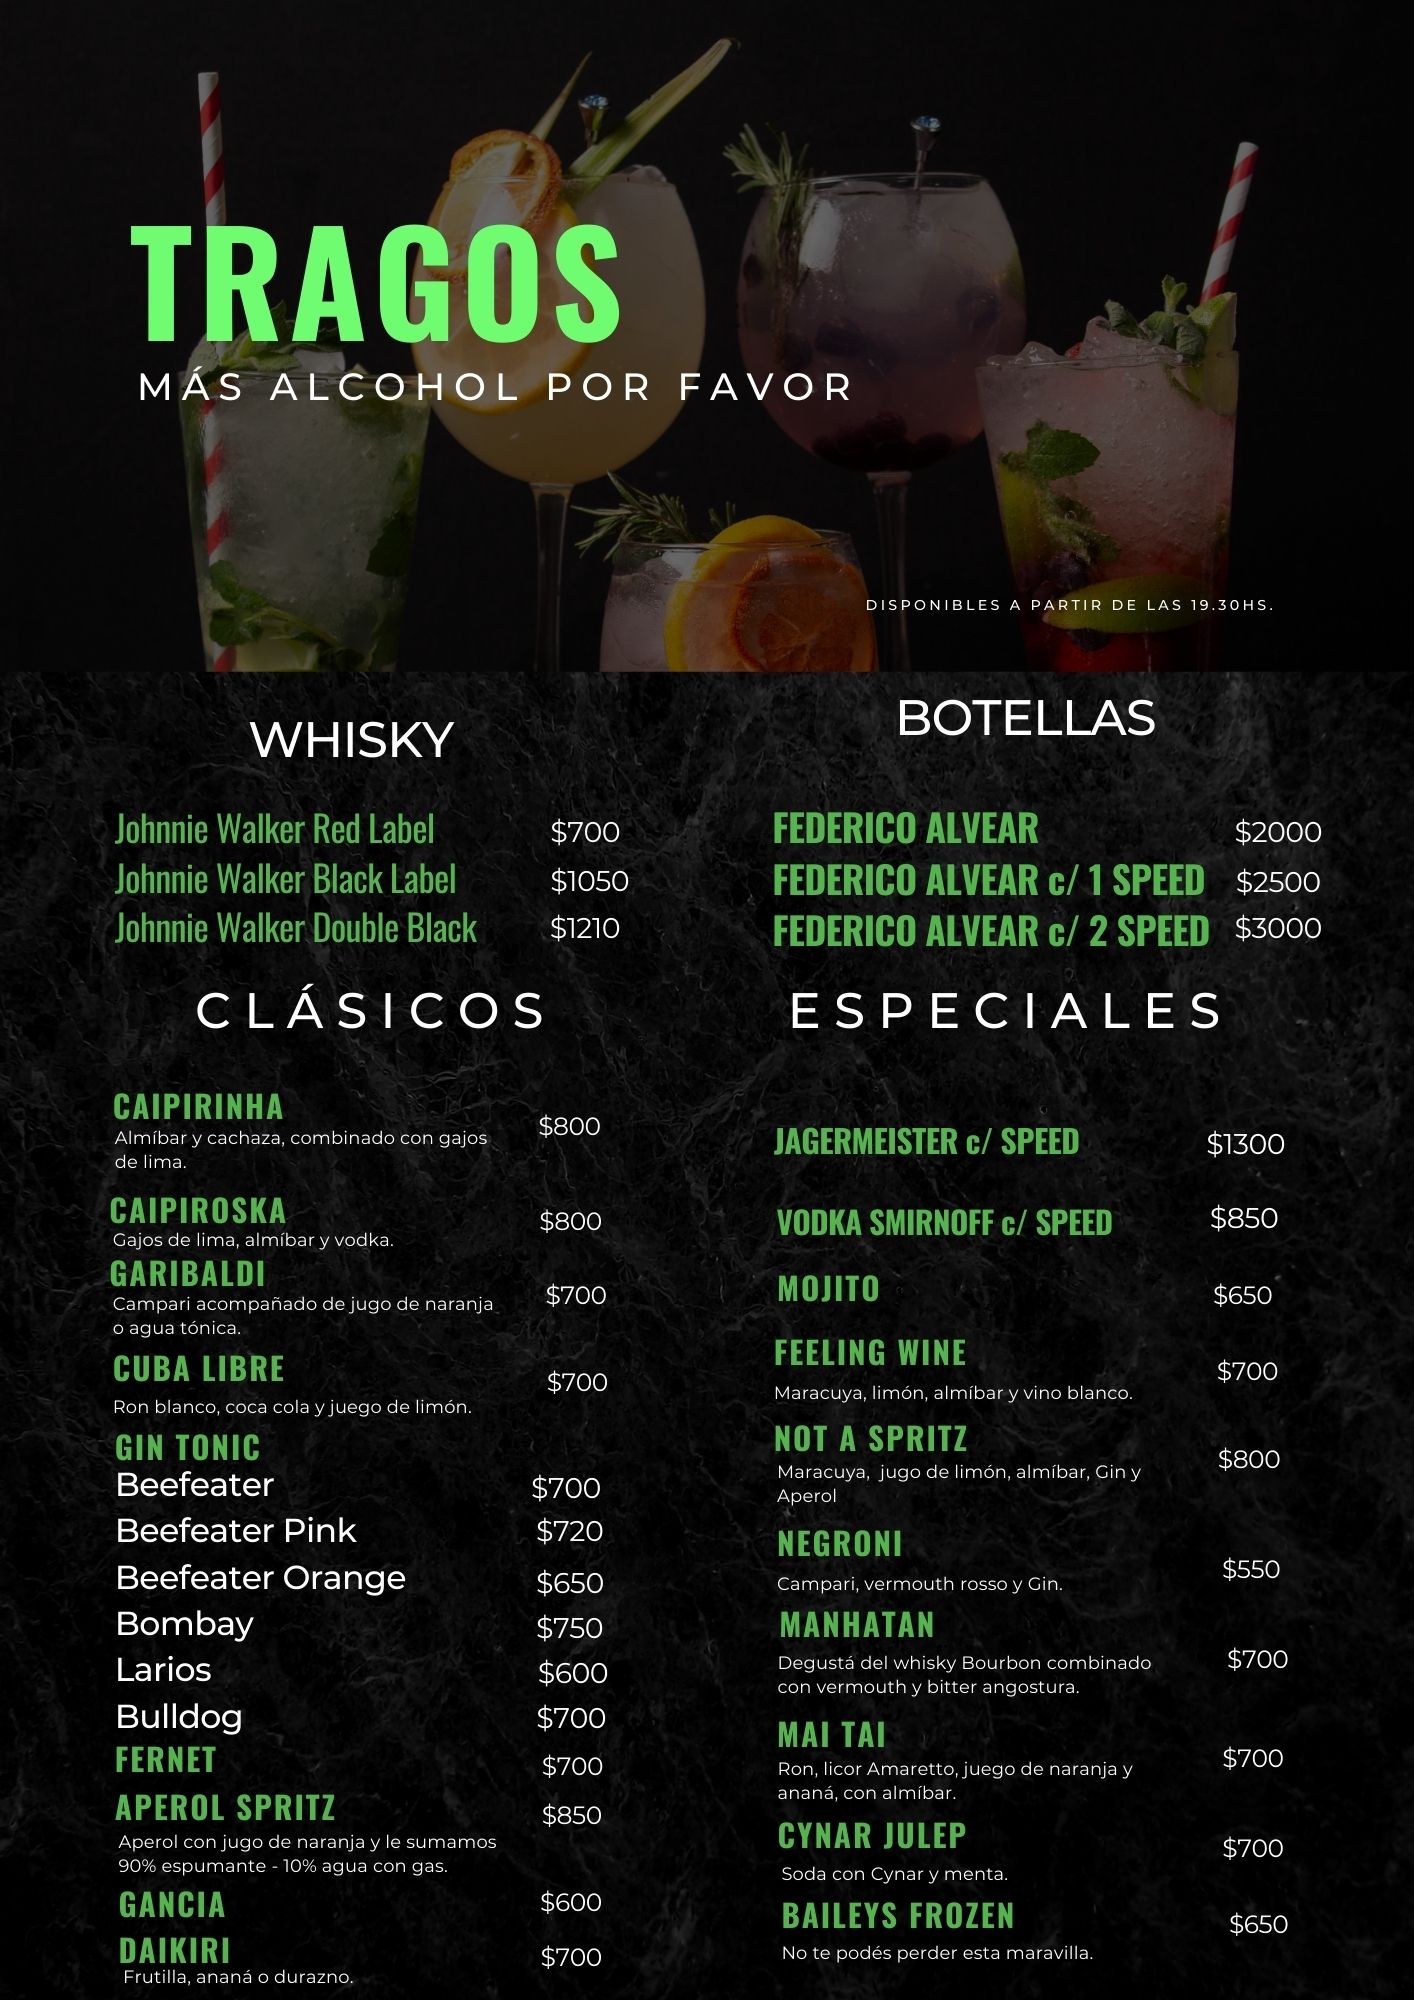 TRAGOS
MÁS ALCOHOL POR FAVOR
DISPONIBLES A PARTIR DE LAS 19.30HS.
WHISKY
Johnnie Walker Red Label $700
Johnnie Walker Black Label $1050
Johnnie Walker Double Black $1210
BOTELLAS
FEDERICO ALVEAR $2000
FEDERICO ALVEAR c/ 1 SPEED $2500
FEDERICO ALVEAR c/ 2 SPEED $3000
CLÁSICOS
CAIPIRINHA $800
Almíbar y cachaza, combinado con gajos
de lima.
CAIPIROSKA $800
Gajos de lima, almíbar y vodka.
GARIBALDI $700
Campari acompañado de jugo de naranja
o agua tónica.
CUBA LIBRE $700
Ron blanco, coca cola y juego de limón.
GIN TONIC
Beefeater $700
Beefeater Pink $720
Beefeater Orange $650
Bombay $750
Larios $600
Bulldog $700
FERNET $700
APEROL SPRITZ $850
Aperol con jugo de naranja y le sumamos
90% espumante - 10% agua con gas.
GANCIA $600
DAIKIRI $700
Frutilla, ananá o durazno.
ESPECIALES
JAGERMEISTER c/ SPEED $1300
VODKA SMIRNOFF c/ SPEED $850
MOJITO $650
FEELING WINE $700
Maracuya, limón, almíbar y vino blanco.
NOT A SPRITZ $800
Maracuya, jugo de limón, almíbar, Gin y
Aperol
NEGRONI $550
Campari, vermouth rosso y Gin.
MANHATAN $700
Degustá del whisky Bourbon combinado
con vermouth y bitter angostura.
MAI TAI $700
Ron, licor Amaretto, juego de naranja y
ananá, con almíbar.
CYNAR JULEP $700
Soda con Cynar y menta.
BAILEYS FROZEN $650
No te podés perder esta maravilla.